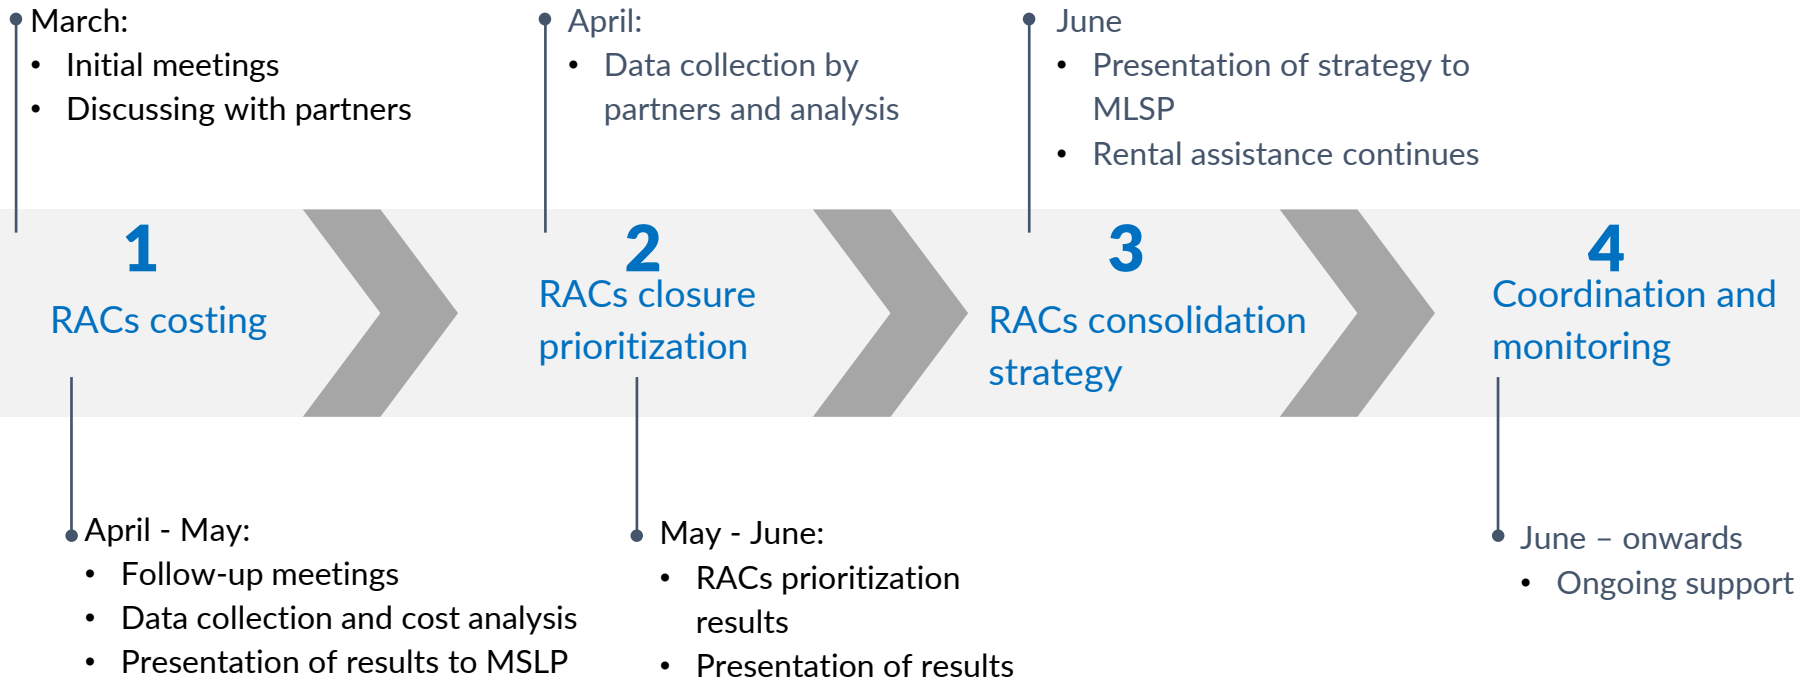 March:
• Initial meetings
• Discussing with partners
April:
• Data collection by
partners and analysis
June
• Presentation of strategy to
MLSP
• Rental assistance continues
1
RACs costing
2
RACs closure
prioritization
3
RACs consolidation
strategy
4
Coordination and
monitoring
April - May:
• Follow-up meetings
• Data collection and cost analysis
• Presentation of results to MSLP
May - June:
• RACs prioritization
results
• Presentation of results
June – onwards
• Ongoing support